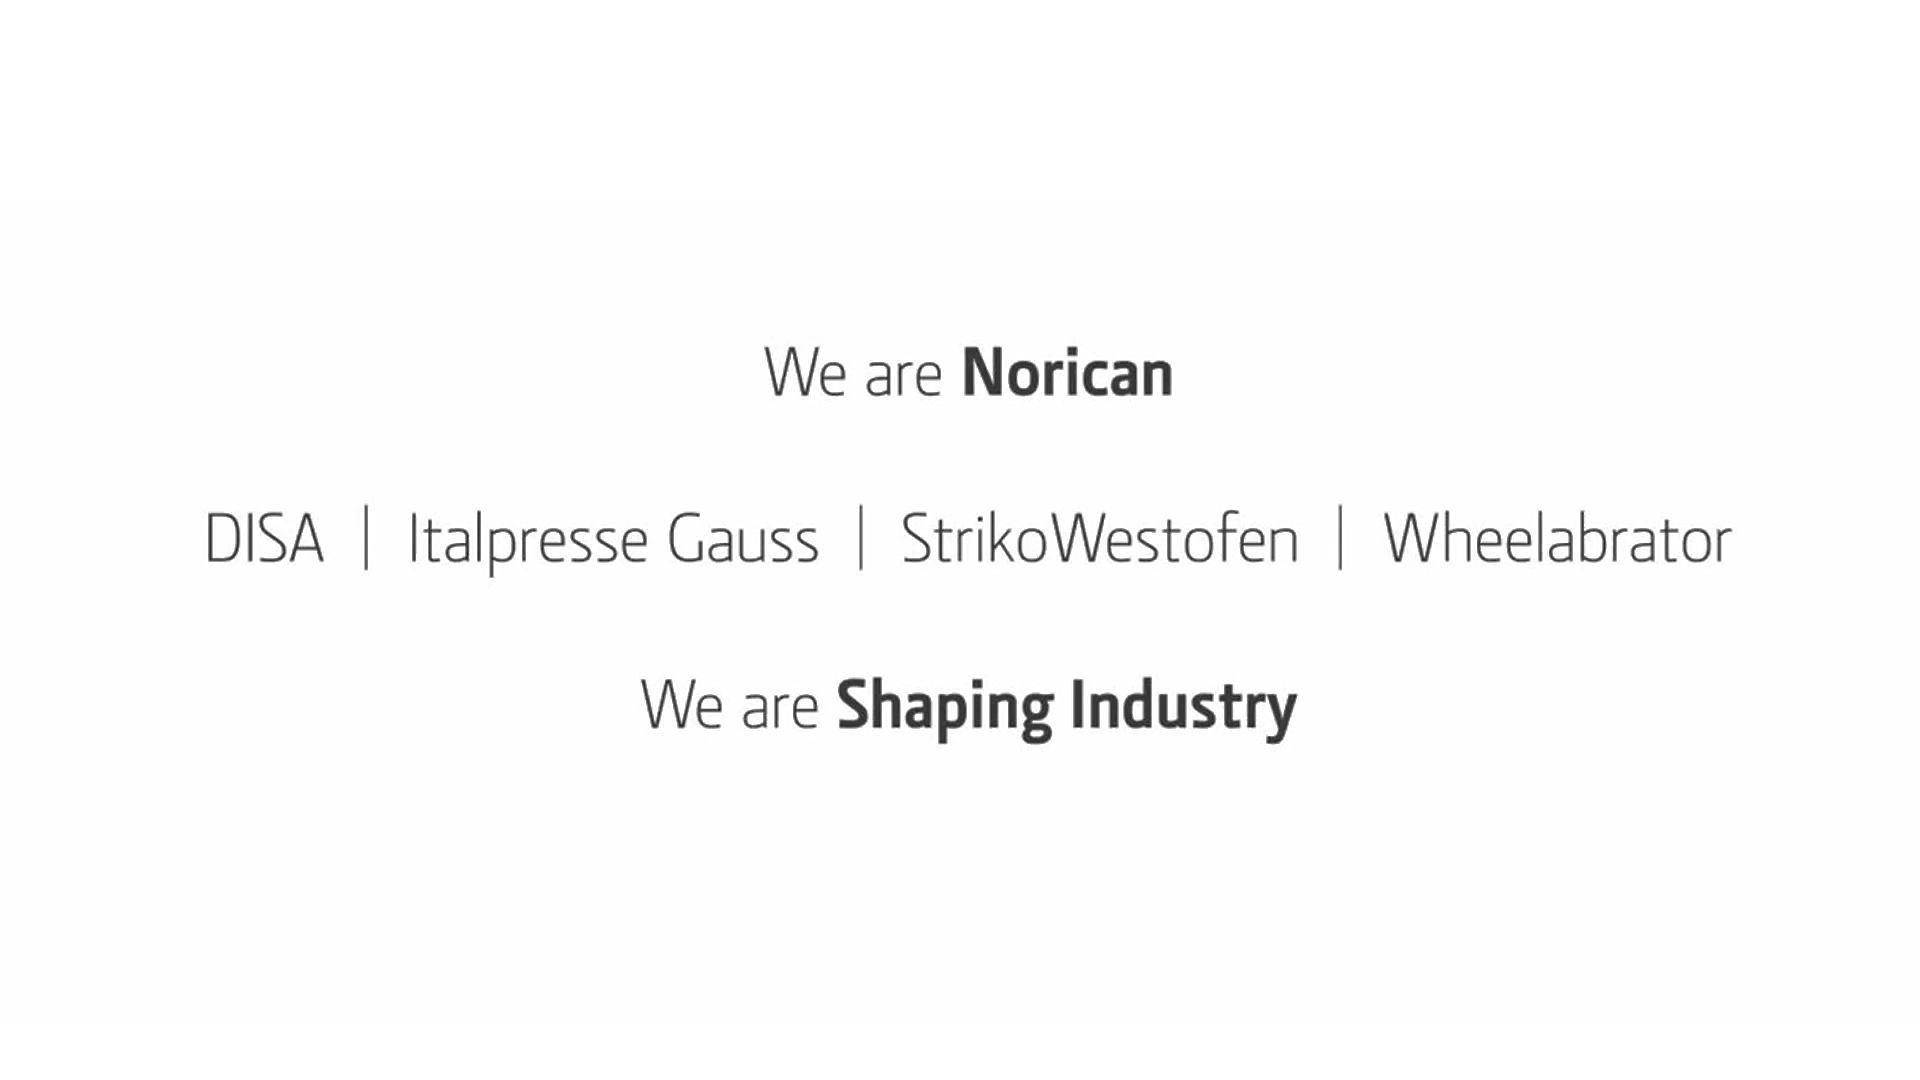 We are Norican
DISA | Italpresse Gauss | StrikoWestofen | Wheelabrator
We are Shaping Industry